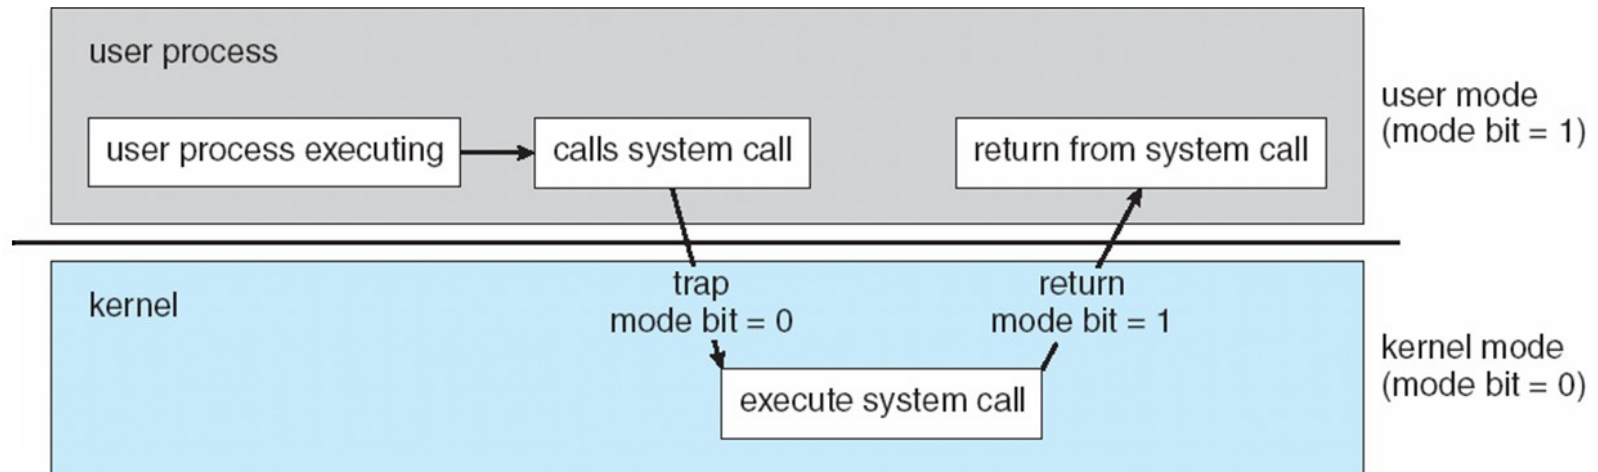 user process
user process executing
calls system call
return from system call
user mode
(mode bit = 1)
trap
mode bit = 0
return
mode bit = 1
kernel
execute system call
kernel mode
(mode bit = 0)